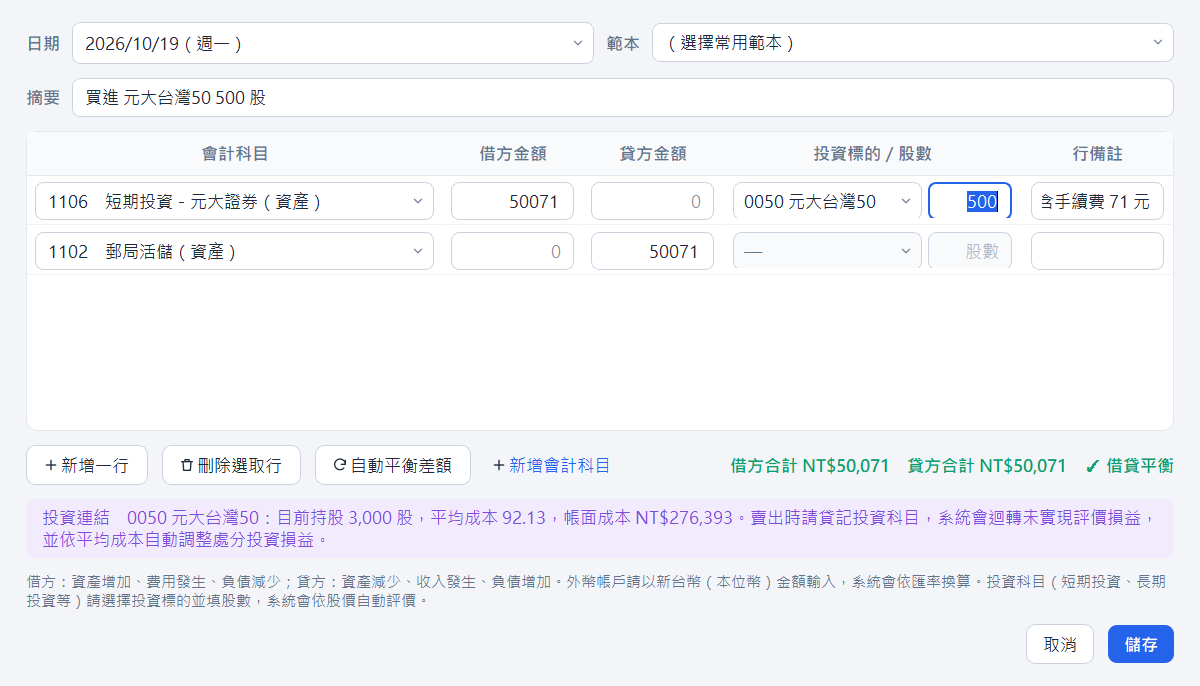 日期 2026/10/19（週一） 範本 （選擇常用範本）
摘要 買進 元大台灣50 500 股
會計科目 借方金額 貸方金額 投資標的 / 股數 行備註
1106 短期投資 - 元大證券（資產） 50071 0 0050 元大台灣50 500 含手續費 71 元
1102 郵局活儲（資產） 0 50071 — 股數
+ 新增一行 刪除選取行 自動平衡差額 + 新增會計科目 借方合計 NT$50,071 貸方合計 NT$50,071 ✓ 借貸平衡
投資連結 0050 元大台灣50：目前持股 3,000 股，平均成本 92.13，帳面成本 NT$276,393。賣出時請貸記投資科目，系統會迴轉未實現評價損益，
並依平均成本自動調整處分投資損益。
借方：資產增加、費用發生、負債減少；貸方：資產減少、收入發生、負債增加。外幣帳戶請以新台幣（本位幣）金額輸入，系統會依匯率換算。投資科目（短期投資、長期
投資等）請選擇投資標的並填股數，系統會依股價自動評價。
取消 儲存